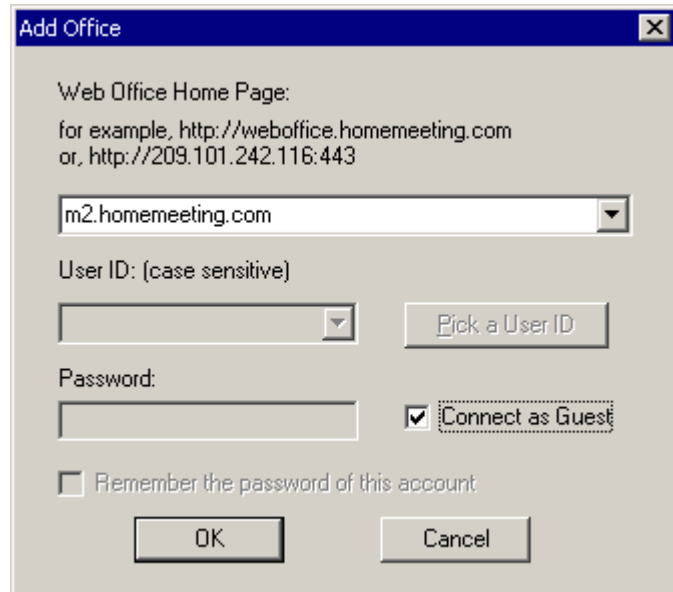 Add Office
Web Office Home Page:
for example, http://weboffice.homemeeting.com
or, http://209.101.242.116:443
m2.homemeeting.com
User ID: (case sensitive)
Pick a User ID
Password:
Connect as Guest
Remember the password of this account
OK
Cancel